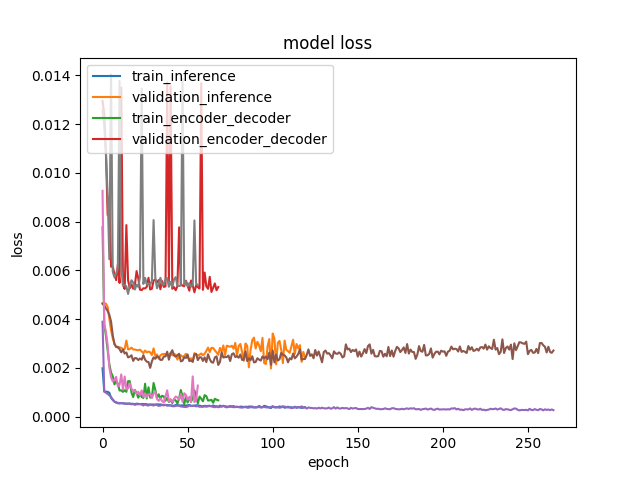 model loss
train_inference
validation_inference
train_encoder_decoder
validation_encoder_decoder
loss
0.014
0.012
0.010
0.008
0.006
0.004
0.002
0.000
0
50
100
150
200
250
epoch